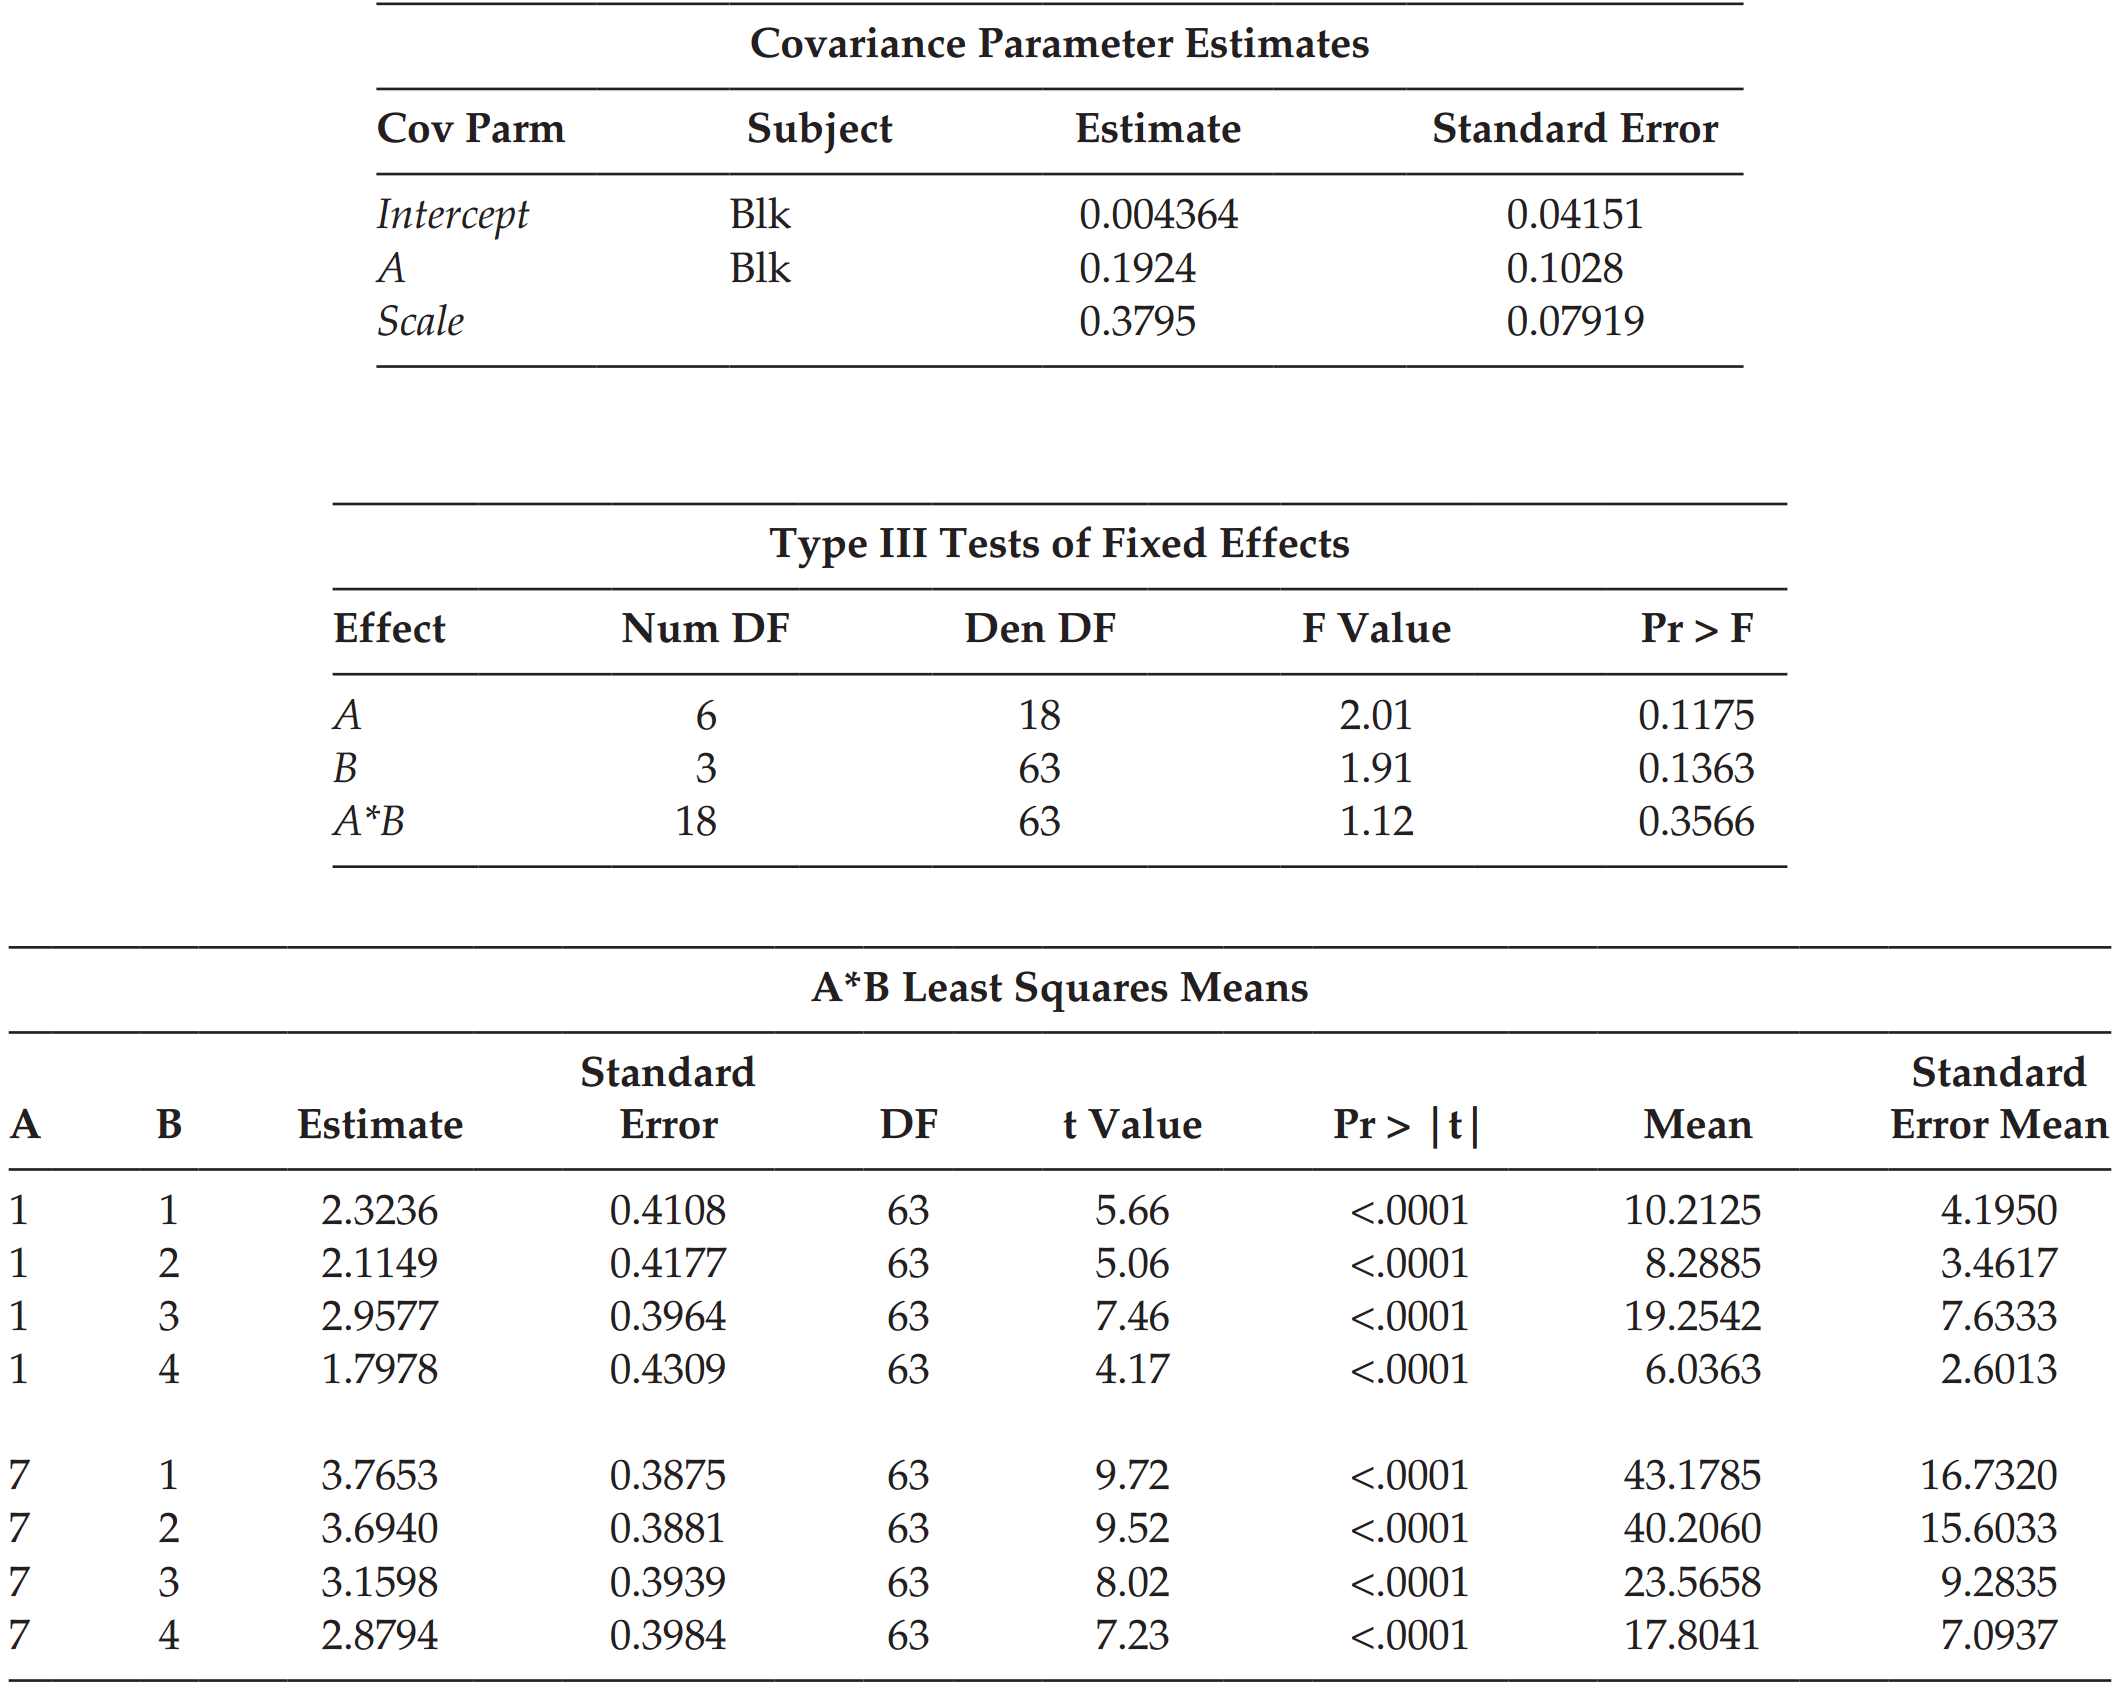 Covariance Parameter Estimates
Cov Parm Subject Estimate Standard Error
Intercept Blk 0.004364 0.04151
A Blk 0.1924 0.1028
Scale 0.3795 0.07919
Type III Tests of Fixed Effects
Effect Num DF Den DF F Value Pr > F
A 6 18 2.01 0.1175
B 3 63 1.91 0.1363
A*B 18 63 1.12 0.3566
A*B Least Squares Means
A B Estimate Standard Error DF t Value Pr > |t| Mean Standard Error Mean
1 1 2.3236 0.4108 63 5.66 <.0001 10.2125 4.1950
1 2 2.1149 0.4177 63 5.06 <.0001 8.2885 3.4617
1 3 2.9577 0.3964 63 7.46 <.0001 19.2542 7.6333
1 4 1.7978 0.4309 63 4.17 <.0001 6.0363 2.6013
7 1 3.7653 0.3875 63 9.72 <.0001 43.1785 16.7320
7 2 3.6940 0.3881 63 9.52 <.0001 40.2060 15.6033
7 3 3.1598 0.3939 63 8.02 <.0001 23.5658 9.2835
7 4 2.8794 0.3984 63 7.23 <.0001 17.8041 7.0937